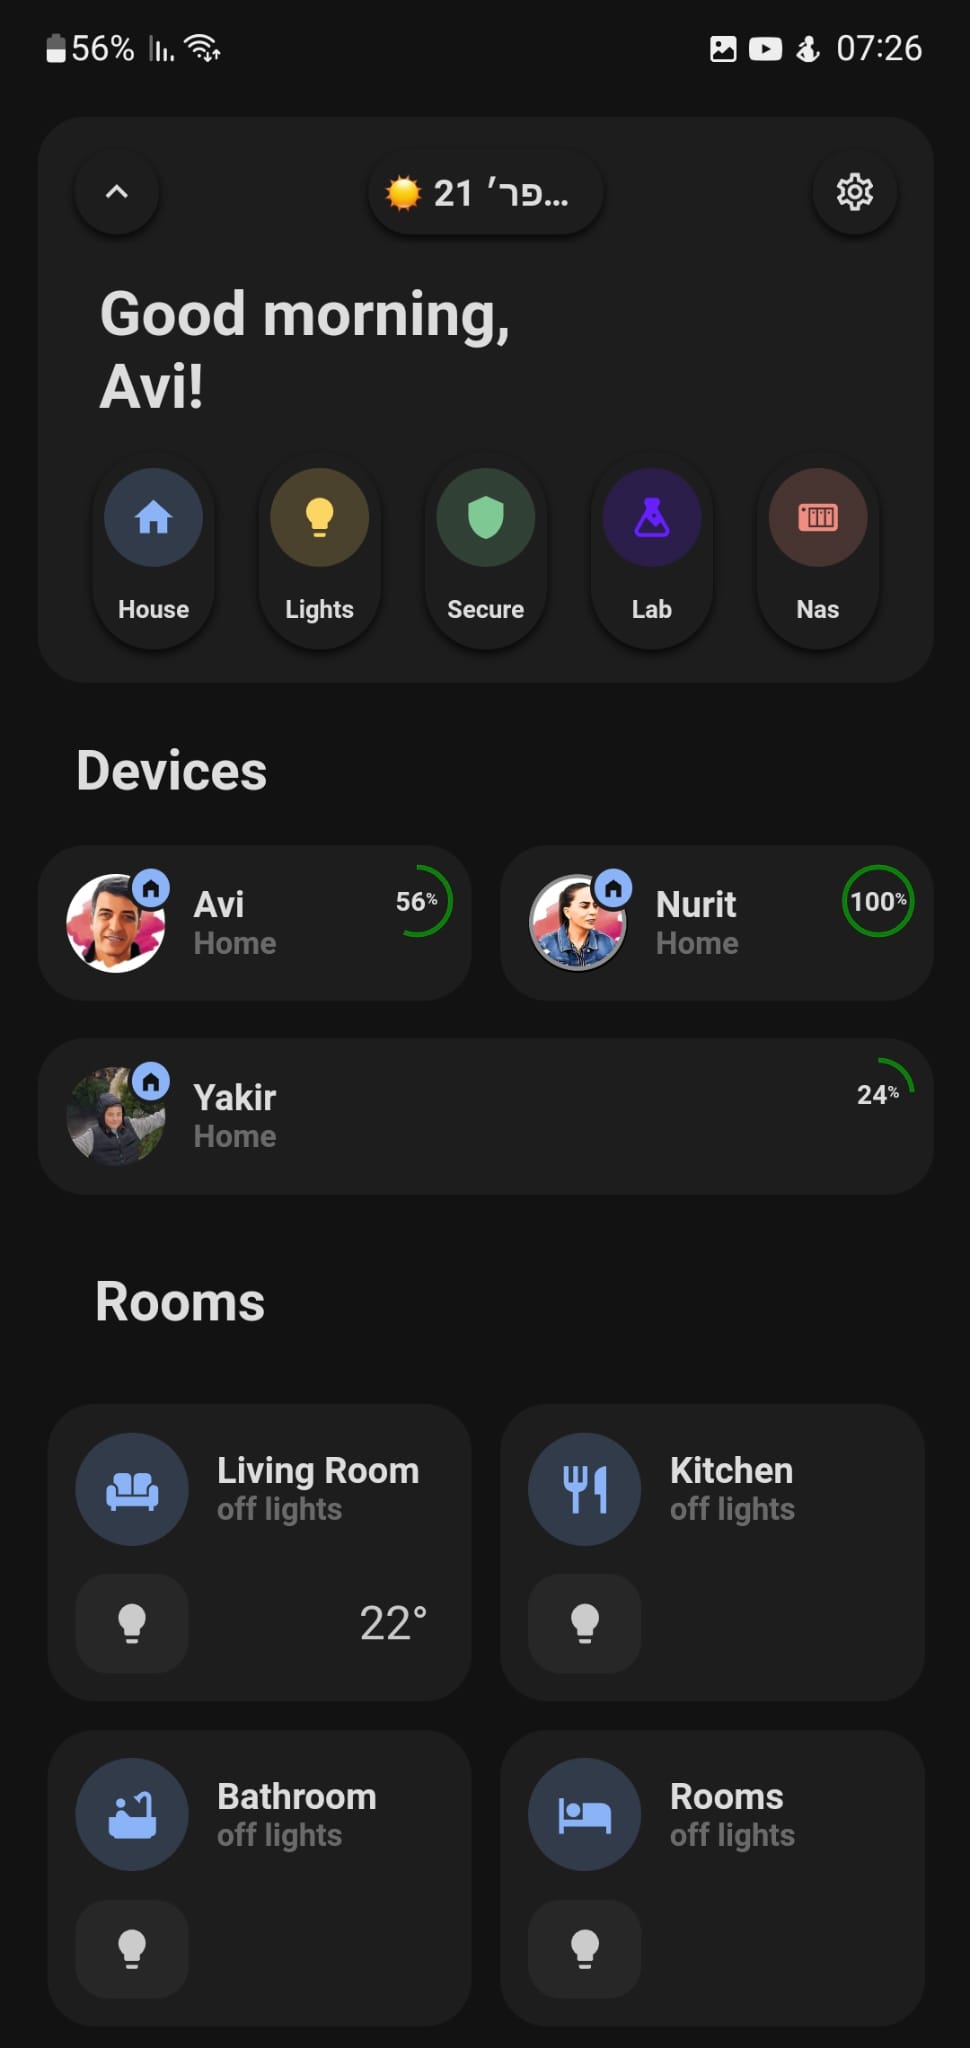 56%
07:26
21 פר׳...
Good morning,
Avi!
House
Lights
Secure
Lab
Nas
Devices
Avi
Home
56%
Nurit
Home
100%
Yakir
Home
24%
Rooms
Living Room
off lights
22°
Kitchen
off lights
Bathroom
off lights
Rooms
off lights